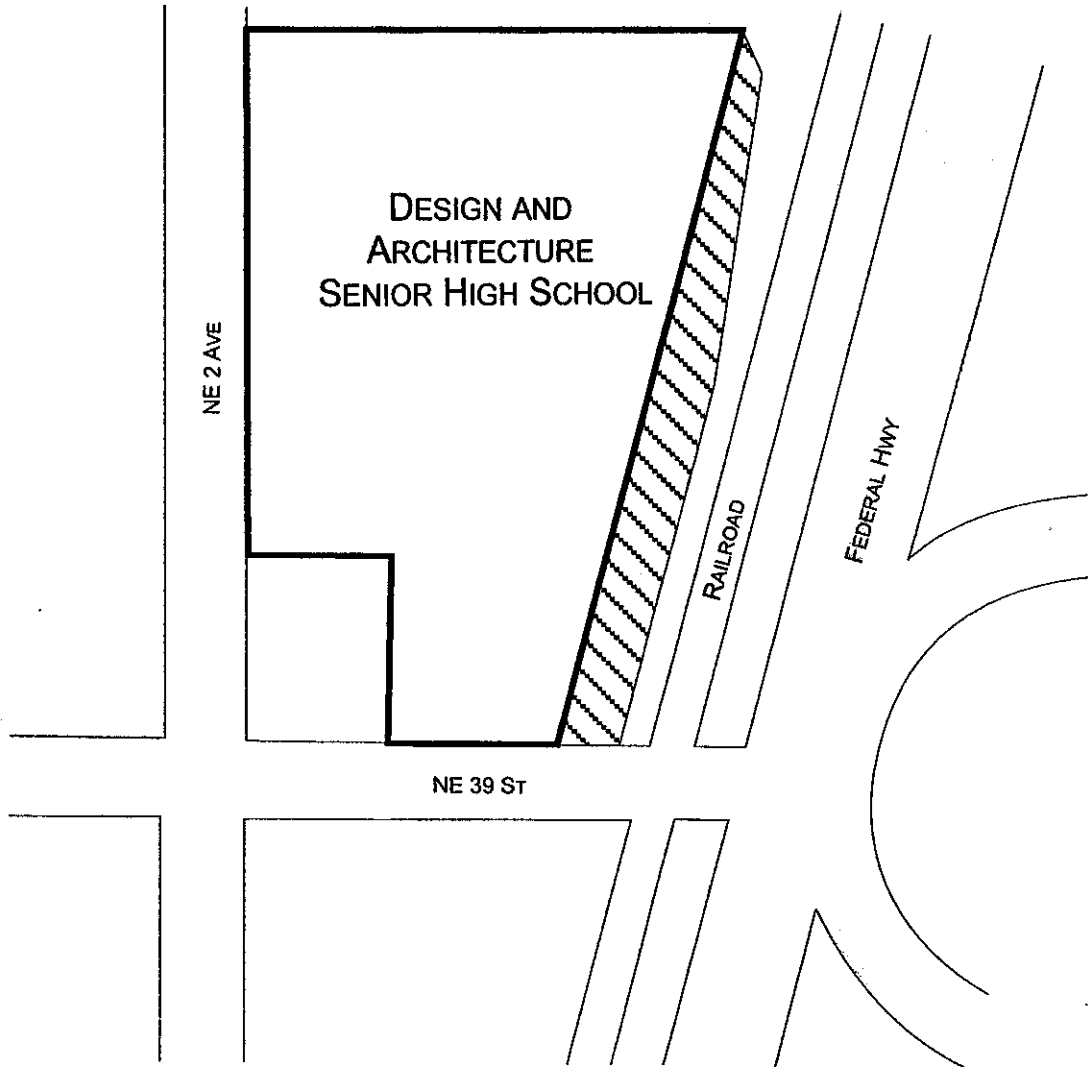 DESIGN AND
ARCHITECTURE
SENIOR HIGH SCHOOL
NE 2 AVE
RAILROAD
FEDERAL HWY
NE 39 ST